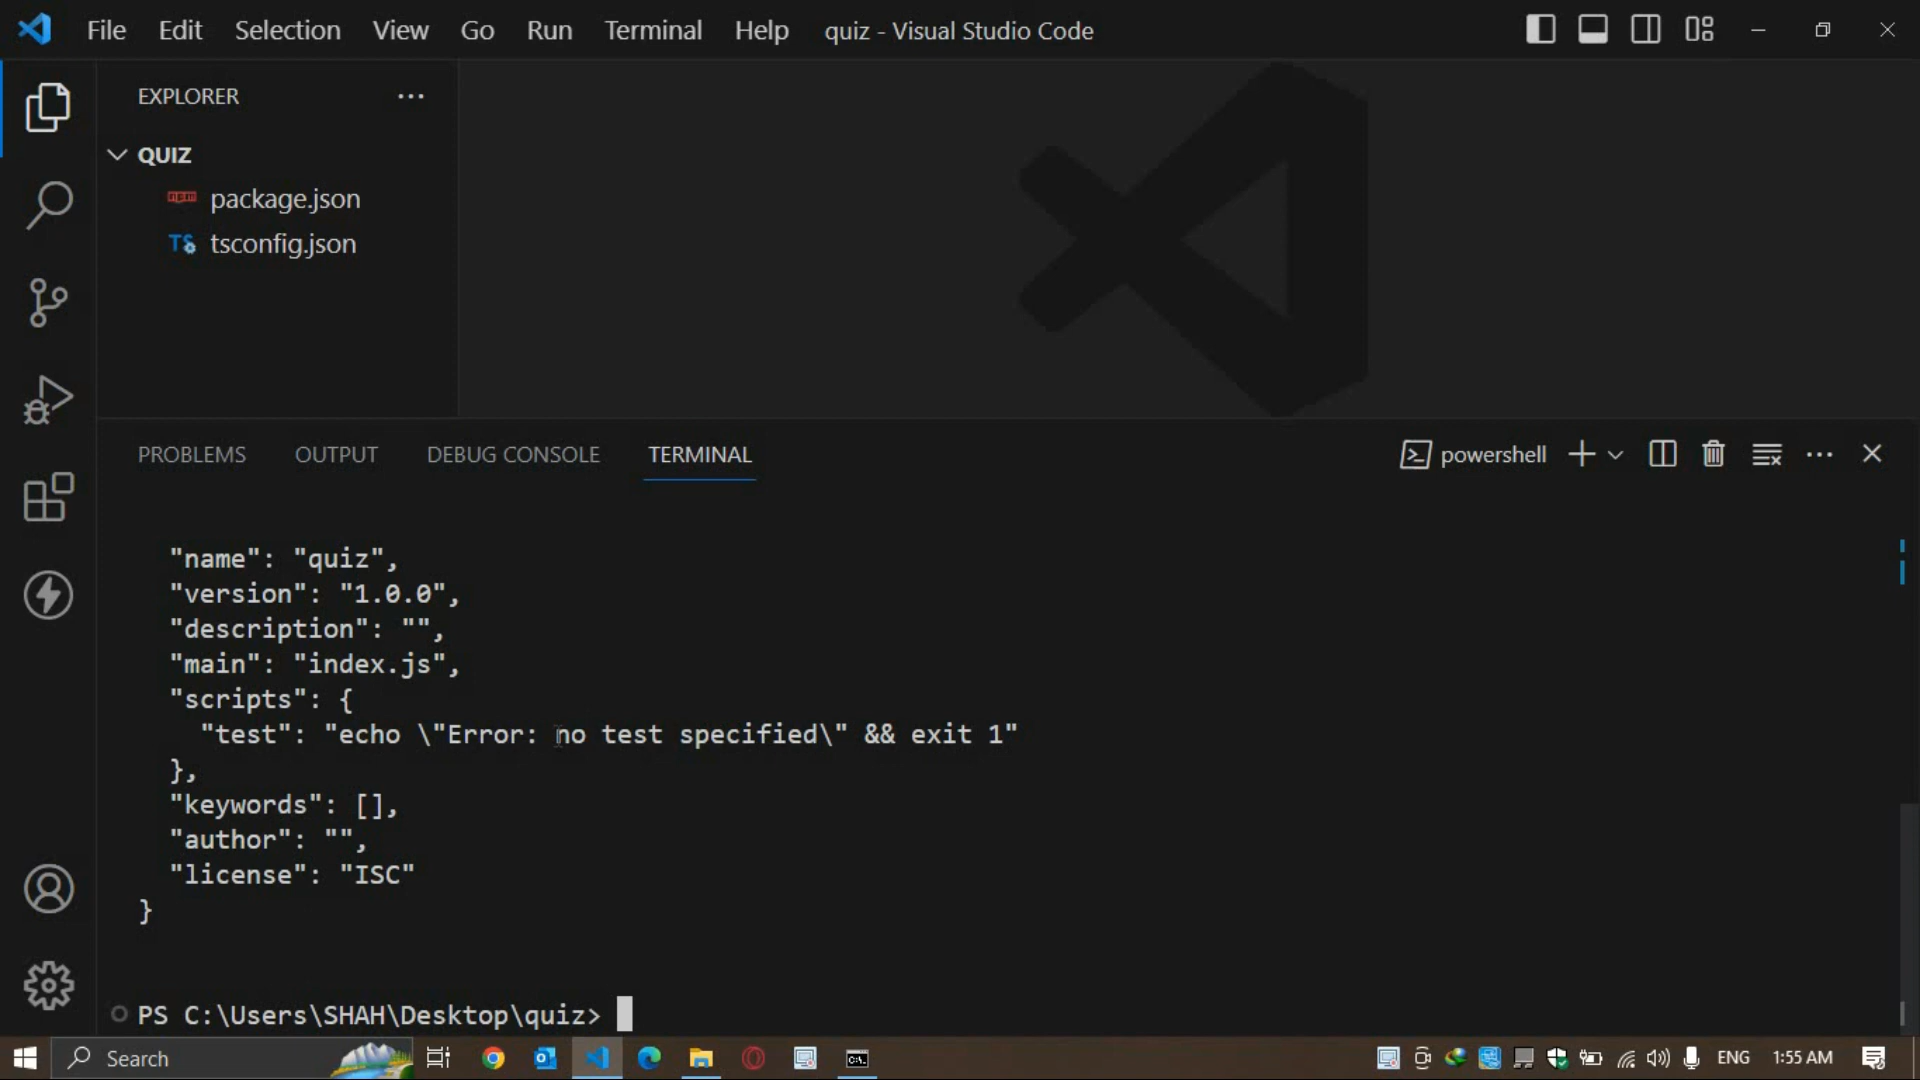 File Edit Selection View Go Run Terminal Help quiz - Visual Studio Code
EXPLORER
QUIZ
package.json
tsconfig.json
PROBLEMS OUTPUT DEBUG CONSOLE TERMINAL powershell
"name": "quiz",
"version": "1.0.0",
"description": "",
"main": "index.js",
"scripts": {
"test": "echo \"Error: no test specified\" && exit 1"
},
"keywords": [],
"author": "",
"license": "ISC"
}
PS C:\Users\SHAH\Desktop\quiz>
Search ENG 1:55 AM